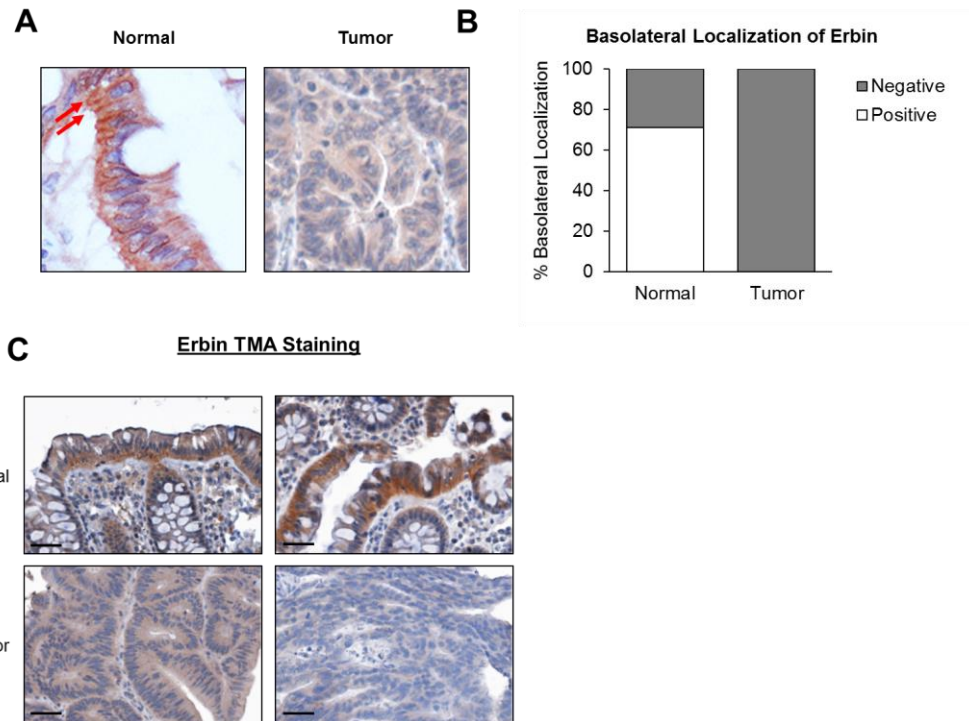 A
Normal
Tumor
B
Basolateral Localization of Erbin
% Basolateral Localization
100
80
60
40
20
0
Normal
Tumor
Negative
Positive
C
Erbin TMA Staining
al
or